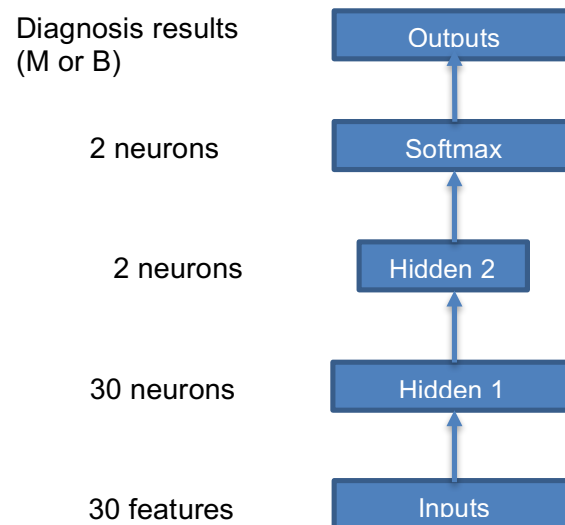 Diagnosis results
(M or B)
Outputs
2 neurons
Softmax
2 neurons
Hidden 2
30 neurons
Hidden 1
30 features
Inputs